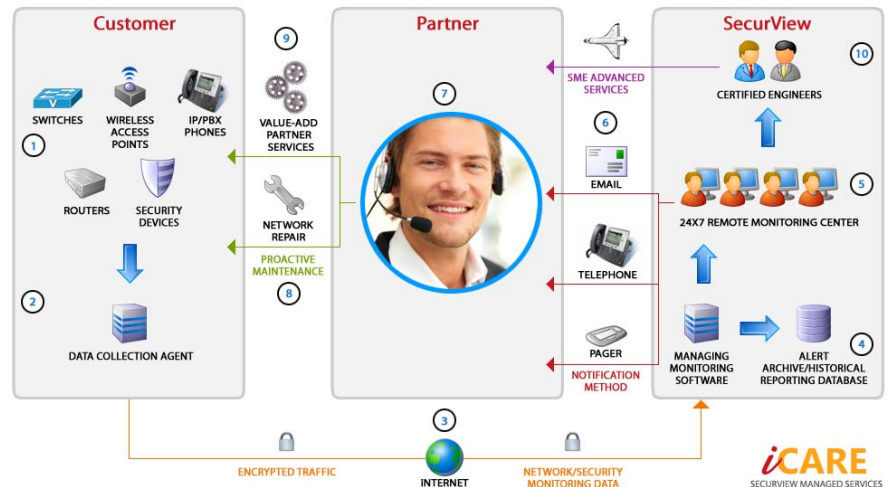 Customer
Partner
SecurView
9
10
SME ADVANCED
SERVICES
CERTIFIED ENGINEERS
7
SWITCHES
WIRELESS
ACCESS
POINTS
IP/PBX
PHONES
VALUE-ADD
PARTNER
SERVICES
6
1
EMAIL
5
ROUTERS
SECURITY
DEVICES
NETWORK
REPAIR
24X7 REMOTE MONITORING CENTER
PROACTIVE
MAINTENANCE
TELEPHONE
8
2
4
DATA COLLECTION AGENT
PAGER
NOTIFICATION
METHOD
MANAGING
MONITORING
SOFTWARE
ALERT
ARCHIVE/HISTORICAL
REPORTING DATABASE
3
ENCRYPTED TRAFFIC
INTERNET
NETWORK/SECURITY
MONITORING DATA
iCARE
SECURVIEW MANAGED SERVICES